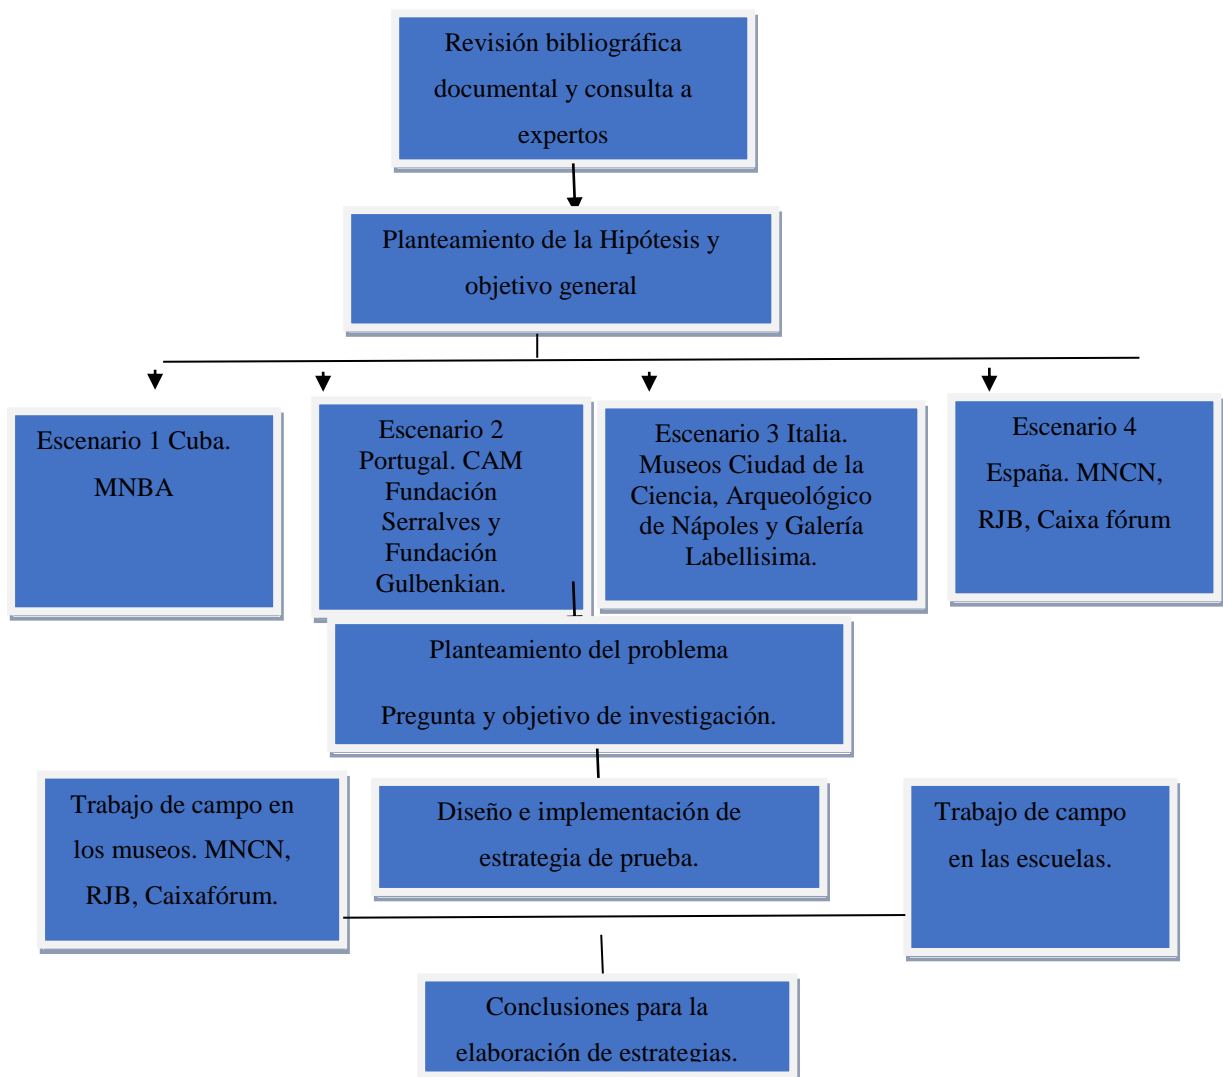 Revisión bibliográfica
documental y consulta a
expertos
Planteamiento de la Hipótesis y
objetivo general
Escenario 1 Cuba.
MNBA
Escenario 2
Portugal. CAM
Fundación
Serralves y
Fundación
Gulbenkian.
Escenario 3 Italia.
Museos Ciudad de la
Ciencia, Arqueológico
de Nápoles y Galería
Labellisima.
Escenario 4
España. MNCN,
RJB, Caixa fórum
Planteamiento del problema
Pregunta y objetivo de investigación.
Trabajo de campo en
los museos. MNCN,
RJB, Caixafórum.
Diseño e implementación de
estrategia de prueba.
Trabajo de campo
en las escuelas.
Conclusiones para la
elaboración de estrategias.